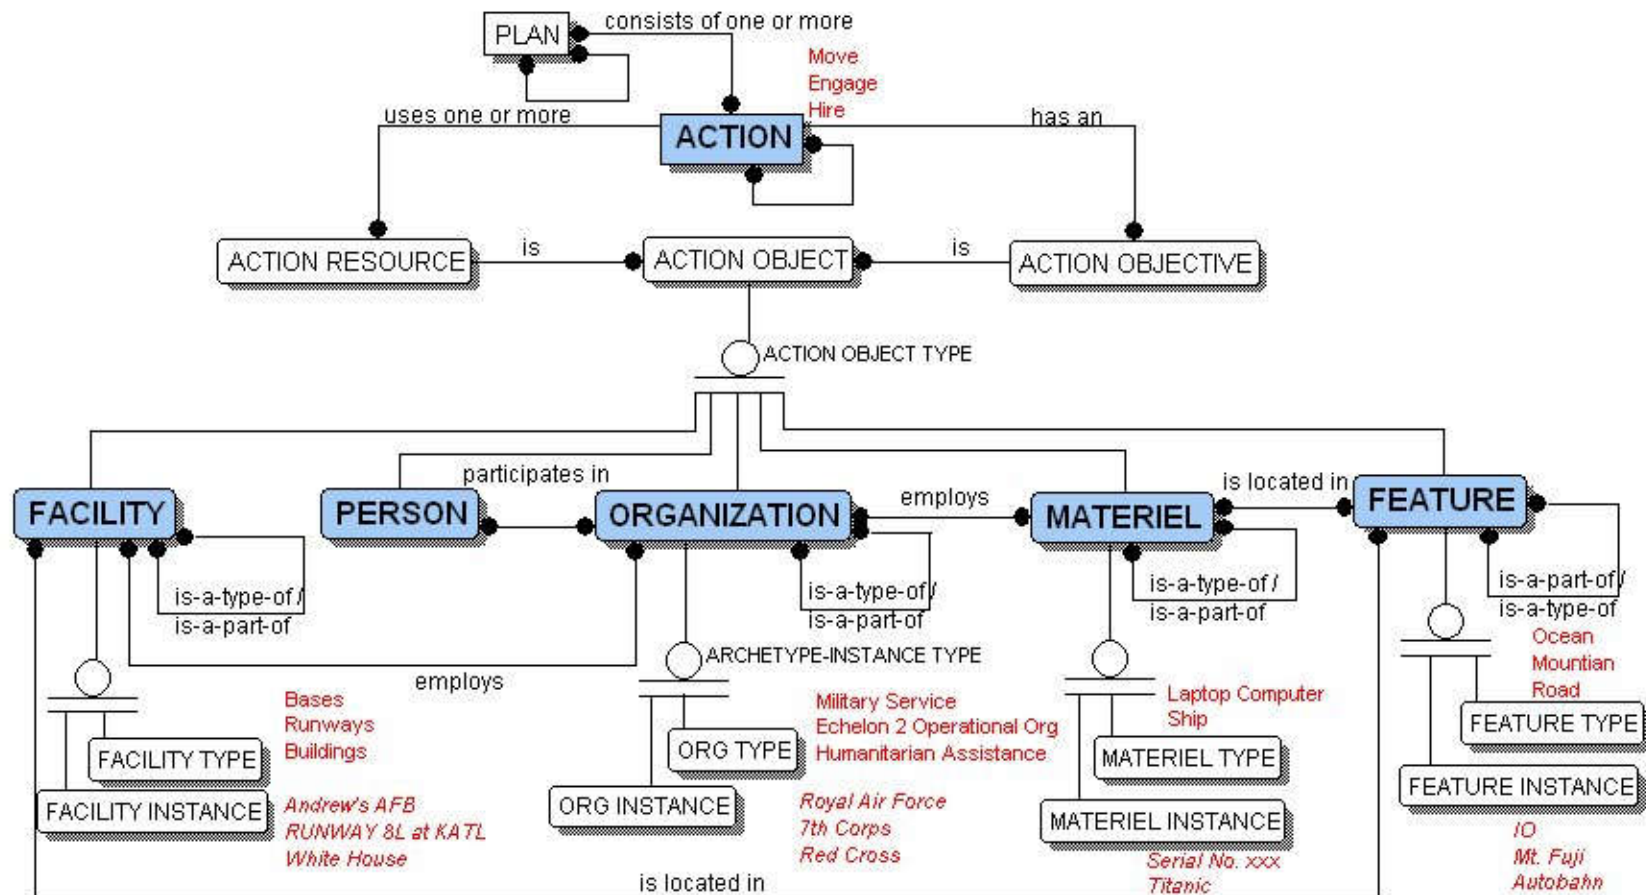 consists of one or more
PLAN
Move
Engage
Hire
uses one or more
ACTION
has an
ACTION RESOURCE
is
ACTION OBJECT
is
ACTION OBJECTIVE
ACTION OBJECT TYPE
participates in
employs
is located in
FACILITY
PERSON
ORGANIZATION
MATERIEL
FEATURE
is-a-type-of /
is-a-part-of
is-a-type-of /
is-a-part-of
is-a-type-of /
is-a-part-of
is-a-part-of /
is-a-type-of
employs
ARCHETYPE-INSTANCE TYPE
Bases
Runways
Buildings
FACILITY TYPE
FACILITY INSTANCE
Andrew's AFB
RUNWAY 8L at KATL
White House
Military Service
Echelon 2 Operational Org
Humanitarian Assistance
ORG TYPE
ORG INSTANCE
Royal Air Force
7th Corps
Red Cross
Laptop Computer
Ship
MATERIEL TYPE
MATERIEL INSTANCE
Serial No. xxx
Titanic
Ocean
Mountian
Road
FEATURE TYPE
FEATURE INSTANCE
IO
Mt. Fuji
Autobahn
is located in